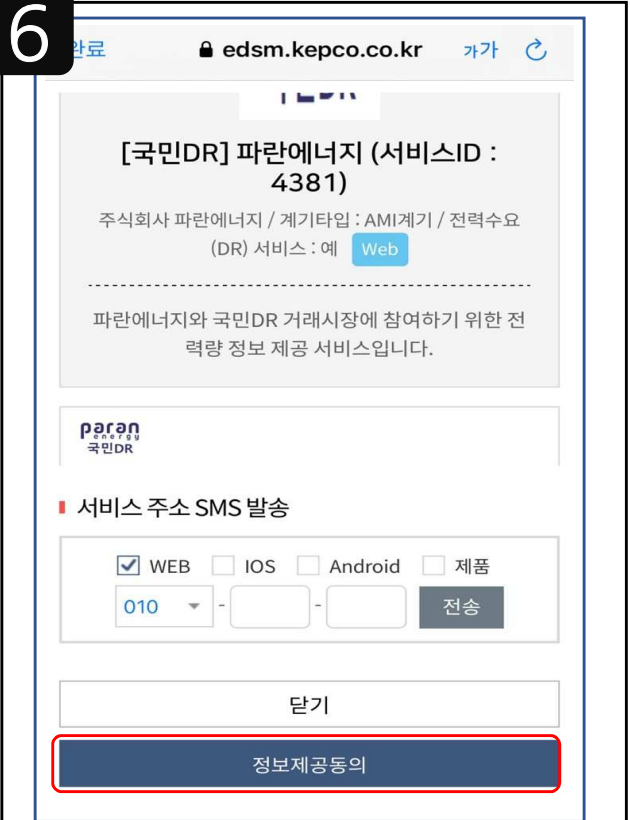 6
완료 edsm.kepco.co.kr 가가
[국민DR] 파란에너지 (서비스ID :
4381)
주식회사 파란에너지 / 계기타입 : AMI계기 / 전력수요
(DR) 서비스 : 예 Web
파란에너지와 국민DR 거래시장에 참여하기 위한 전
력량 정보 제공 서비스입니다.
paran
energy
국민DR
서비스 주소 SMS 발송
WEB IOS Android 제품
010 - - 전송
닫기
정보제공동의